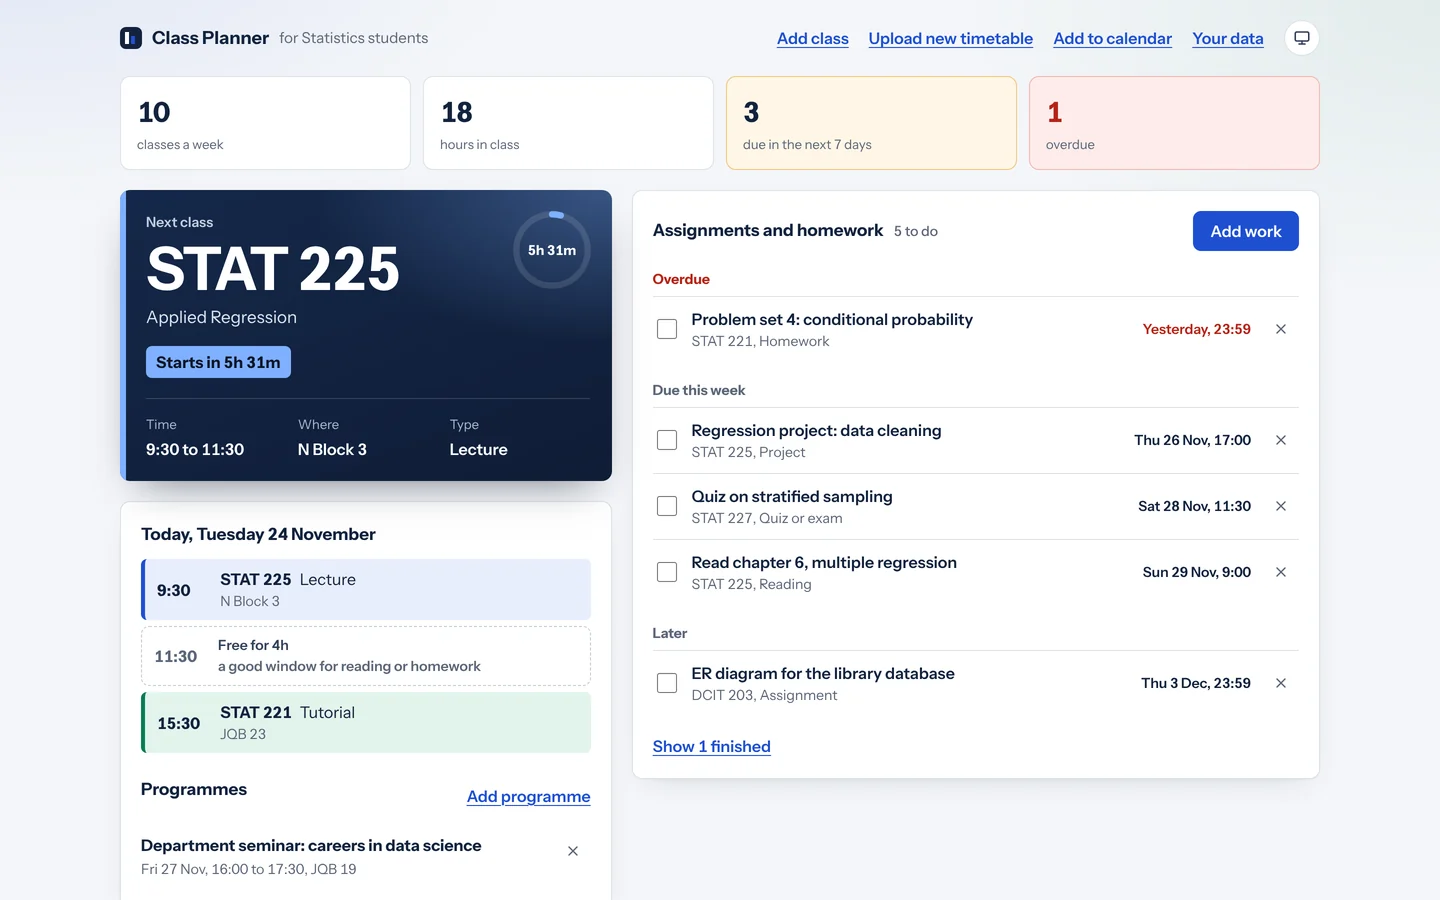 Class Planner for Statistics students
Add class Upload new timetable Add to calendar Your data
10
classes a week
18
hours in class
3
due in the next 7 days
1
overdue
Next class
STAT 225
Applied Regression
Starts in 5h 31m
5h 31m
Time Where Type
9:30 to 11:30 N Block 3 Lecture
Today, Tuesday 24 November
9:30 STAT 225 Lecture
N Block 3
11:30 Free for 4h
a good window for reading or homework
15:30 STAT 221 Tutorial
JQB 23
Programmes Add programme
Department seminar: careers in data science
Fri 27 Nov, 16:00 to 17:30, JQB 19
Assignments and homework 5 to do Add work
Overdue
Problem set 4: conditional probability
STAT 221, Homework
Yesterday, 23:59
Due this week
Regression project: data cleaning
STAT 225, Project
Thu 26 Nov, 17:00
Quiz on stratified sampling
STAT 227, Quiz or exam
Sat 28 Nov, 11:30
Read chapter 6, multiple regression
STAT 225, Reading
Sun 29 Nov, 9:00
Later
ER diagram for the library database
DCIT 203, Assignment
Thu 3 Dec, 23:59
Show 1 finished